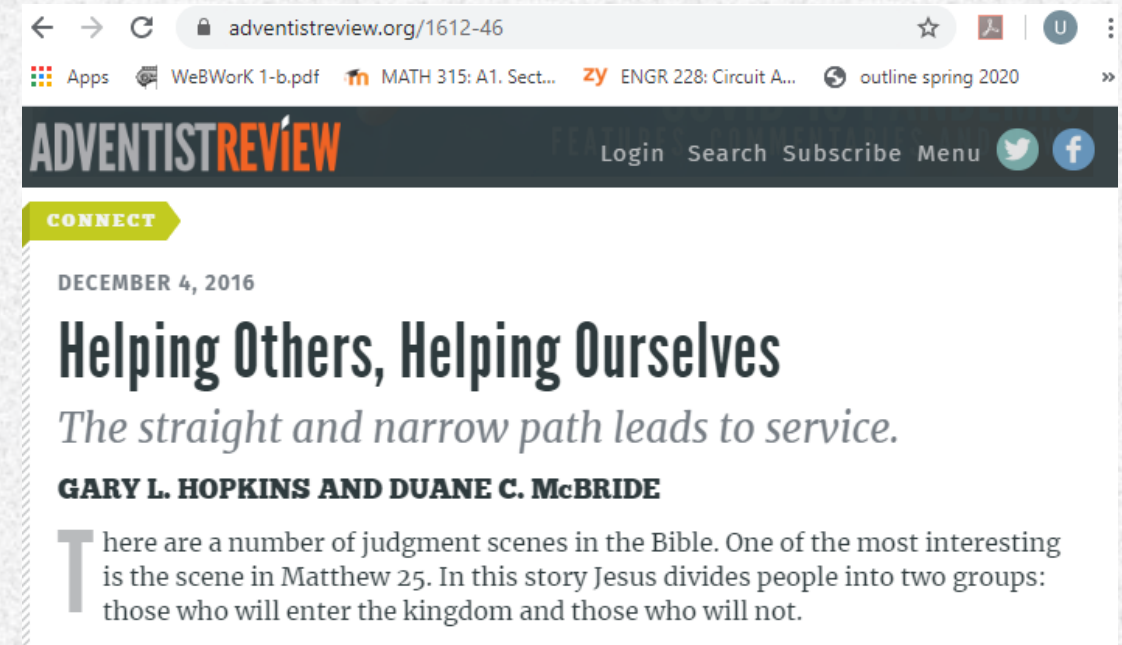 adventistreview.org/1612-46
U
Apps WeBWorK 1-b.pdf MATH 315: A1. Sect... ZY ENGR 228: Circuit A... outline spring 2020 »
ADVENTISTREVIEW Login Search Subscribe Menu
CONNECT
DECEMBER 4, 2016
Helping Others, Helping Ourselves
The straight and narrow path leads to service.
GARY L. HOPKINS AND DUANE C. McBRIDE
There are a number of judgment scenes in the Bible. One of the most interesting
is the scene in Matthew 25. In this story Jesus divides people into two groups:
those who will enter the kingdom and those who will not.